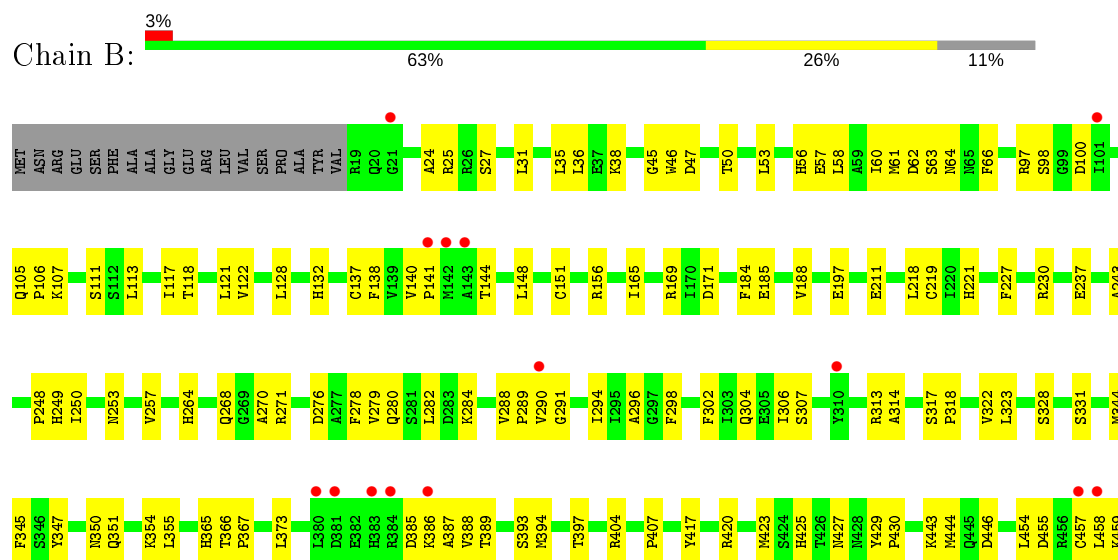 3%
Chain B:
63% 26% 11%
MET ASN ARG GLU SER PHE ALA ALA GLY GLU ARG LEU VAL SER PRO ALA TYR VAL R19 Q20 G21 A24 R25 R26 S27 L31 L35 L36 E37 K38 G45 W46 D47 T50 L53 H56 E57 L58 A59 I60 M61 D62 S63 N64 N65 F66 R97 S98 G99 D100 I101
Q105 P106 K107 S111 S112 L113 I117 T118 L121 V122 L128 H132 C137 F138 V139 V140 P141 M142 A143 T144 L148 C151 R156 I165 R169 I170 D171 F184 E185 V188 E197 E211 L218 C219 I220 H221 F227 R230 E237 A243
P248 H249 I250 N253 V257 H264 Q268 G269 A270 R271 D276 A277 F278 V279 Q280 S281 L282 D283 K284 V288 P289 V290 G291 I294 I295 A296 G297 F298 F302 I303 Q304 E305 I306 S307 Y310 R313 A314 S317 P318 V322 L323 S328 S331 M344
F345 S346 Y347 N350 Q351 K354 L355 H365 T366 P367 L373 L380 D381 E382 H383 R384 D385 K386 A387 V388 T389 S393 M394 T397 R404 P407 Y417 R420 M423 S424 H425 T426 N427 N428 Y429 P430 K443 M444 Q445 D446 L454 D455 R456 C457 L458